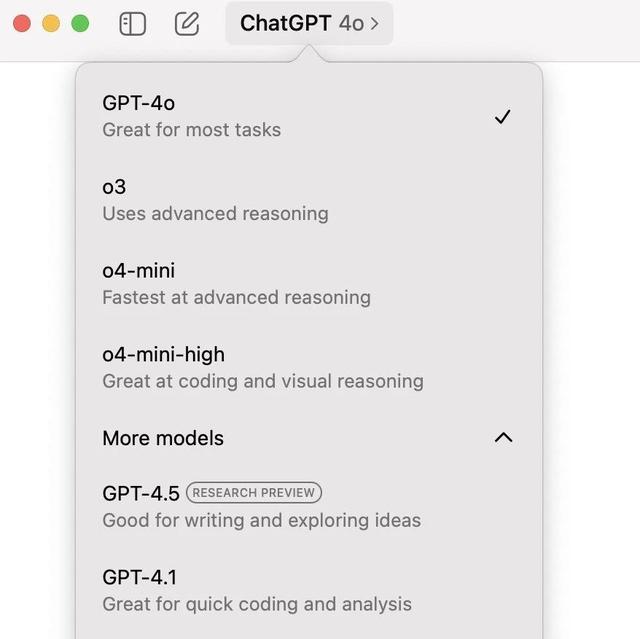 ChatGPT 4o >
GPT-4o
Great for most tasks
o3
Uses advanced reasoning
o4-mini
Fastest at advanced reasoning
o4-mini-high
Great at coding and visual reasoning
More models
GPT-4.5 RESEARCH PREVIEW
Good for writing and exploring ideas
GPT-4.1
Great for quick coding and analysis